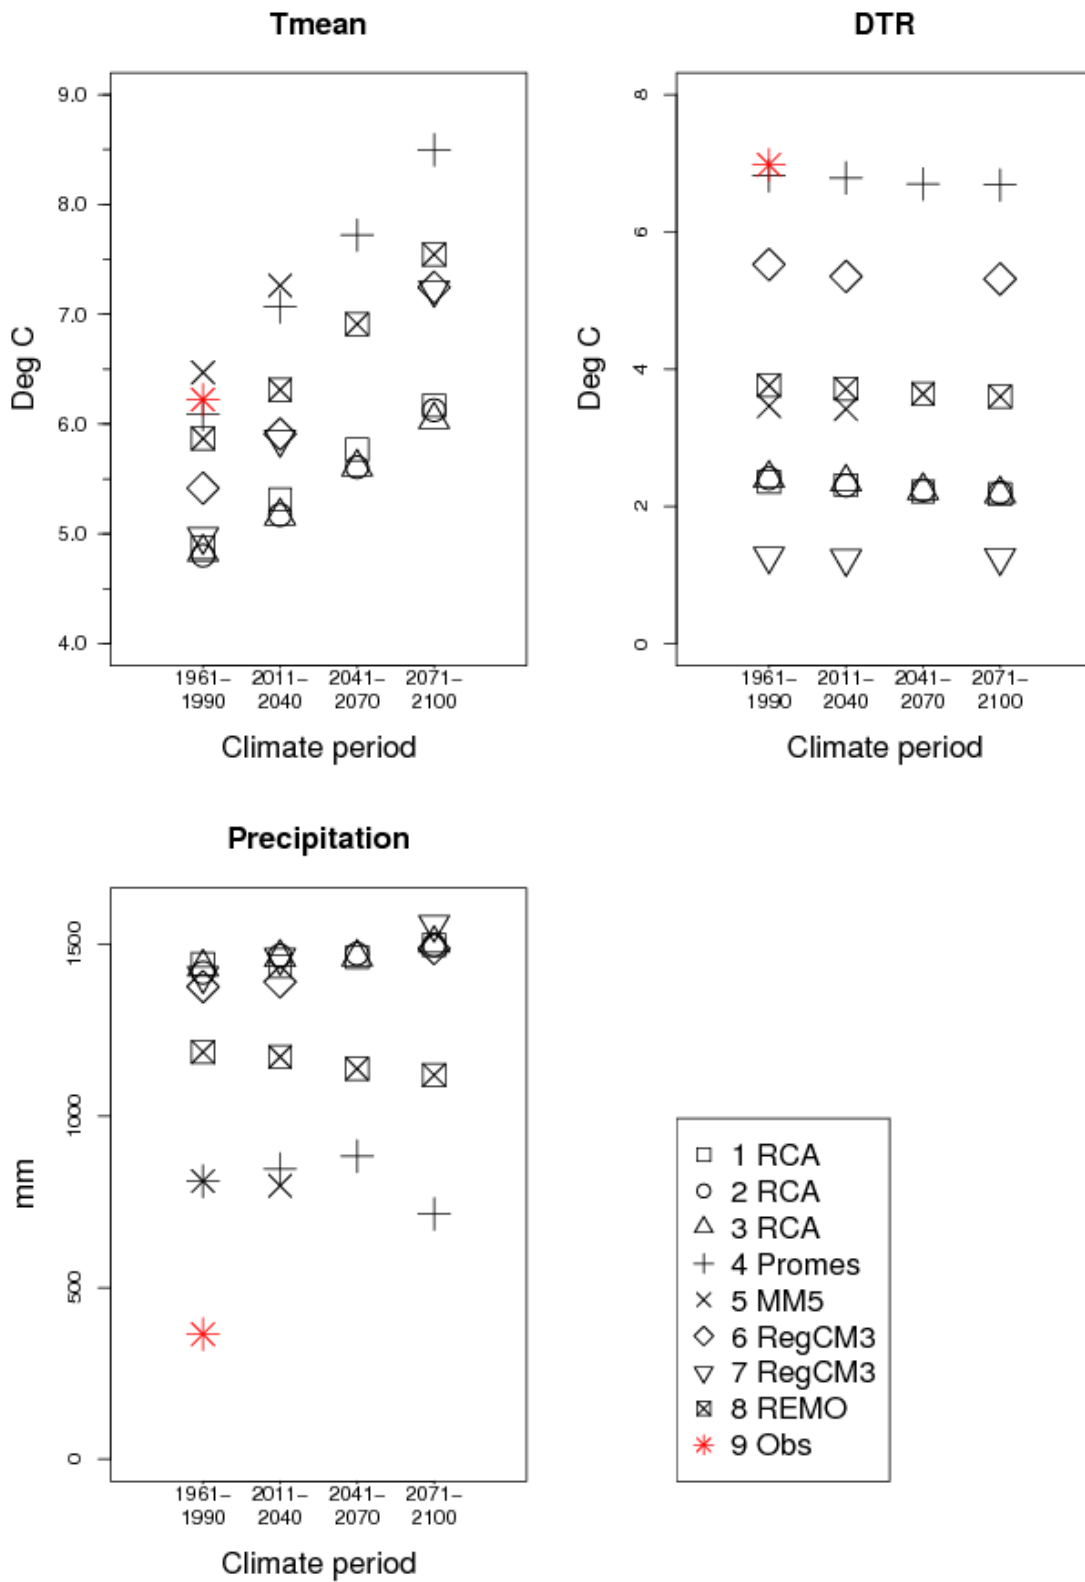 Tmean
9.0
8.0
7.0
6.0
5.0
4.0
Deg C
1961–
1990
2011–
2040
2041–
2070
2071–
2100
Climate period
DTR
8
6
4
2
0
Deg C
1961–
1990
2011–
2040
2041–
2070
2071–
2100
Climate period
Precipitation
1500
1000
500
0
mm
1961–
1990
2011–
2040
2041–
2070
2071–
2100
Climate period
1 RCA
2 RCA
3 RCA
4 Promes
5 MM5
6 RegCM3
7 RegCM3
8 REMO
9 Obs